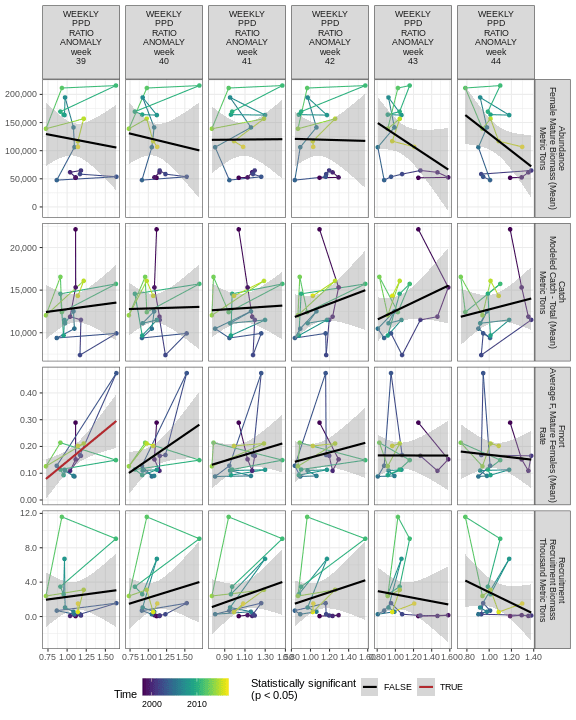 WEEKLY PPD RATIO ANOMALY week 39
WEEKLY PPD RATIO ANOMALY week 40
WEEKLY PPD RATIO ANOMALY week 41
WEEKLY PPD RATIO ANOMALY week 42
WEEKLY PPD RATIO ANOMALY week 43
WEEKLY PPD RATIO ANOMALY week 44
200,000
150,000
100,000
50,000
0
Abundance
Female Mature Biomass (Mean)
Metric Tons
20,000
15,000
10,000
Catch
Modelled Catch - Total (Mean)
Metric Tons
0.40
0.30
0.20
0.10
0.00
Fmort
Average F, Mature Females (Mean)
Rate
12.0
8.0
4.0
0.0
Recruitment
Recruitment Biomass
Thousand Metric Tons
0.75 1.00 1.25 1.50
0.75 1.00 1.25 1.50
0.90 1.10 1.30
1.00 1.20 1.40
0.80 1.00 1.20 1.40 1.60
0.80 1.00 1.20 1.40
Time
2000 2010
Statistically significant
(p < 0.05)
FALSE
TRUE